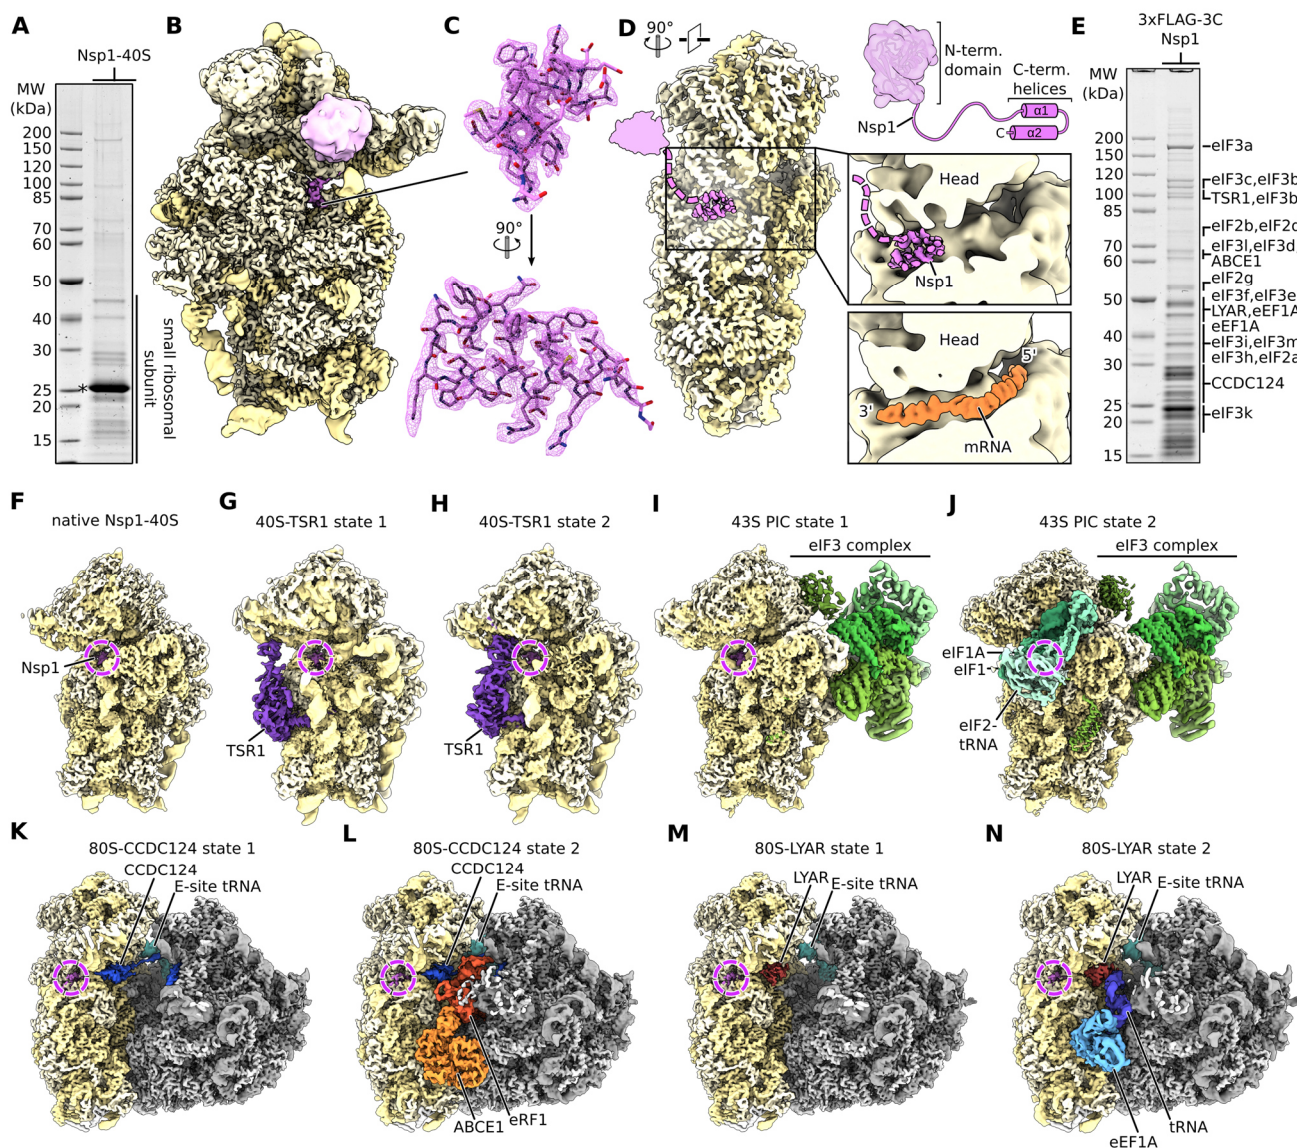 A
Nsp1-40S
MW
(kDa)
200
150
120
100
85
70
60
50
40
30
25
*
20
15
small ribosomal
subunit
B
C
90°
D
90°
N-term.
domain
C-term.
helices
α1
α2
C
Nsp1
Head
Nsp1
Head
5'
3'
mRNA
E
3xFLAG-3C
Nsp1
MW
(kDa)
200
150
120
100
85
70
60
50
40
30
25
20
15
eIF3a
eIF3c,eIF3b
TSR1,eIF3b
eIF2b,eIF2d
eIF3l,eIF3d,
ABCE1
eIF2g
eIF3f,eIF3e
LYAR,eEF1A
eEF1A
eIF3i,eIF3m
eIF3h,eIF2a
CCDC124
eIF3k
F
native Nsp1-40S
Nsp1
G
40S-TSR1 state 1
TSR1
H
40S-TSR1 state 2
TSR1
I
43S PIC state 1
eIF3 complex
J
43S PIC state 2
eIF3 complex
eIF1A
eIF1
eIF2-
tRNA
K
80S-CCDC124 state 1
CCDC124
E-site tRNA
L
80S-CCDC124 state 2
CCDC124
E-site tRNA
ABCE1
eRF1
M
80S-LYAR state 1
LYAR
E-site tRNA
N
80S-LYAR state 2
LYAR
E-site tRNA
eEF1A
tRNA